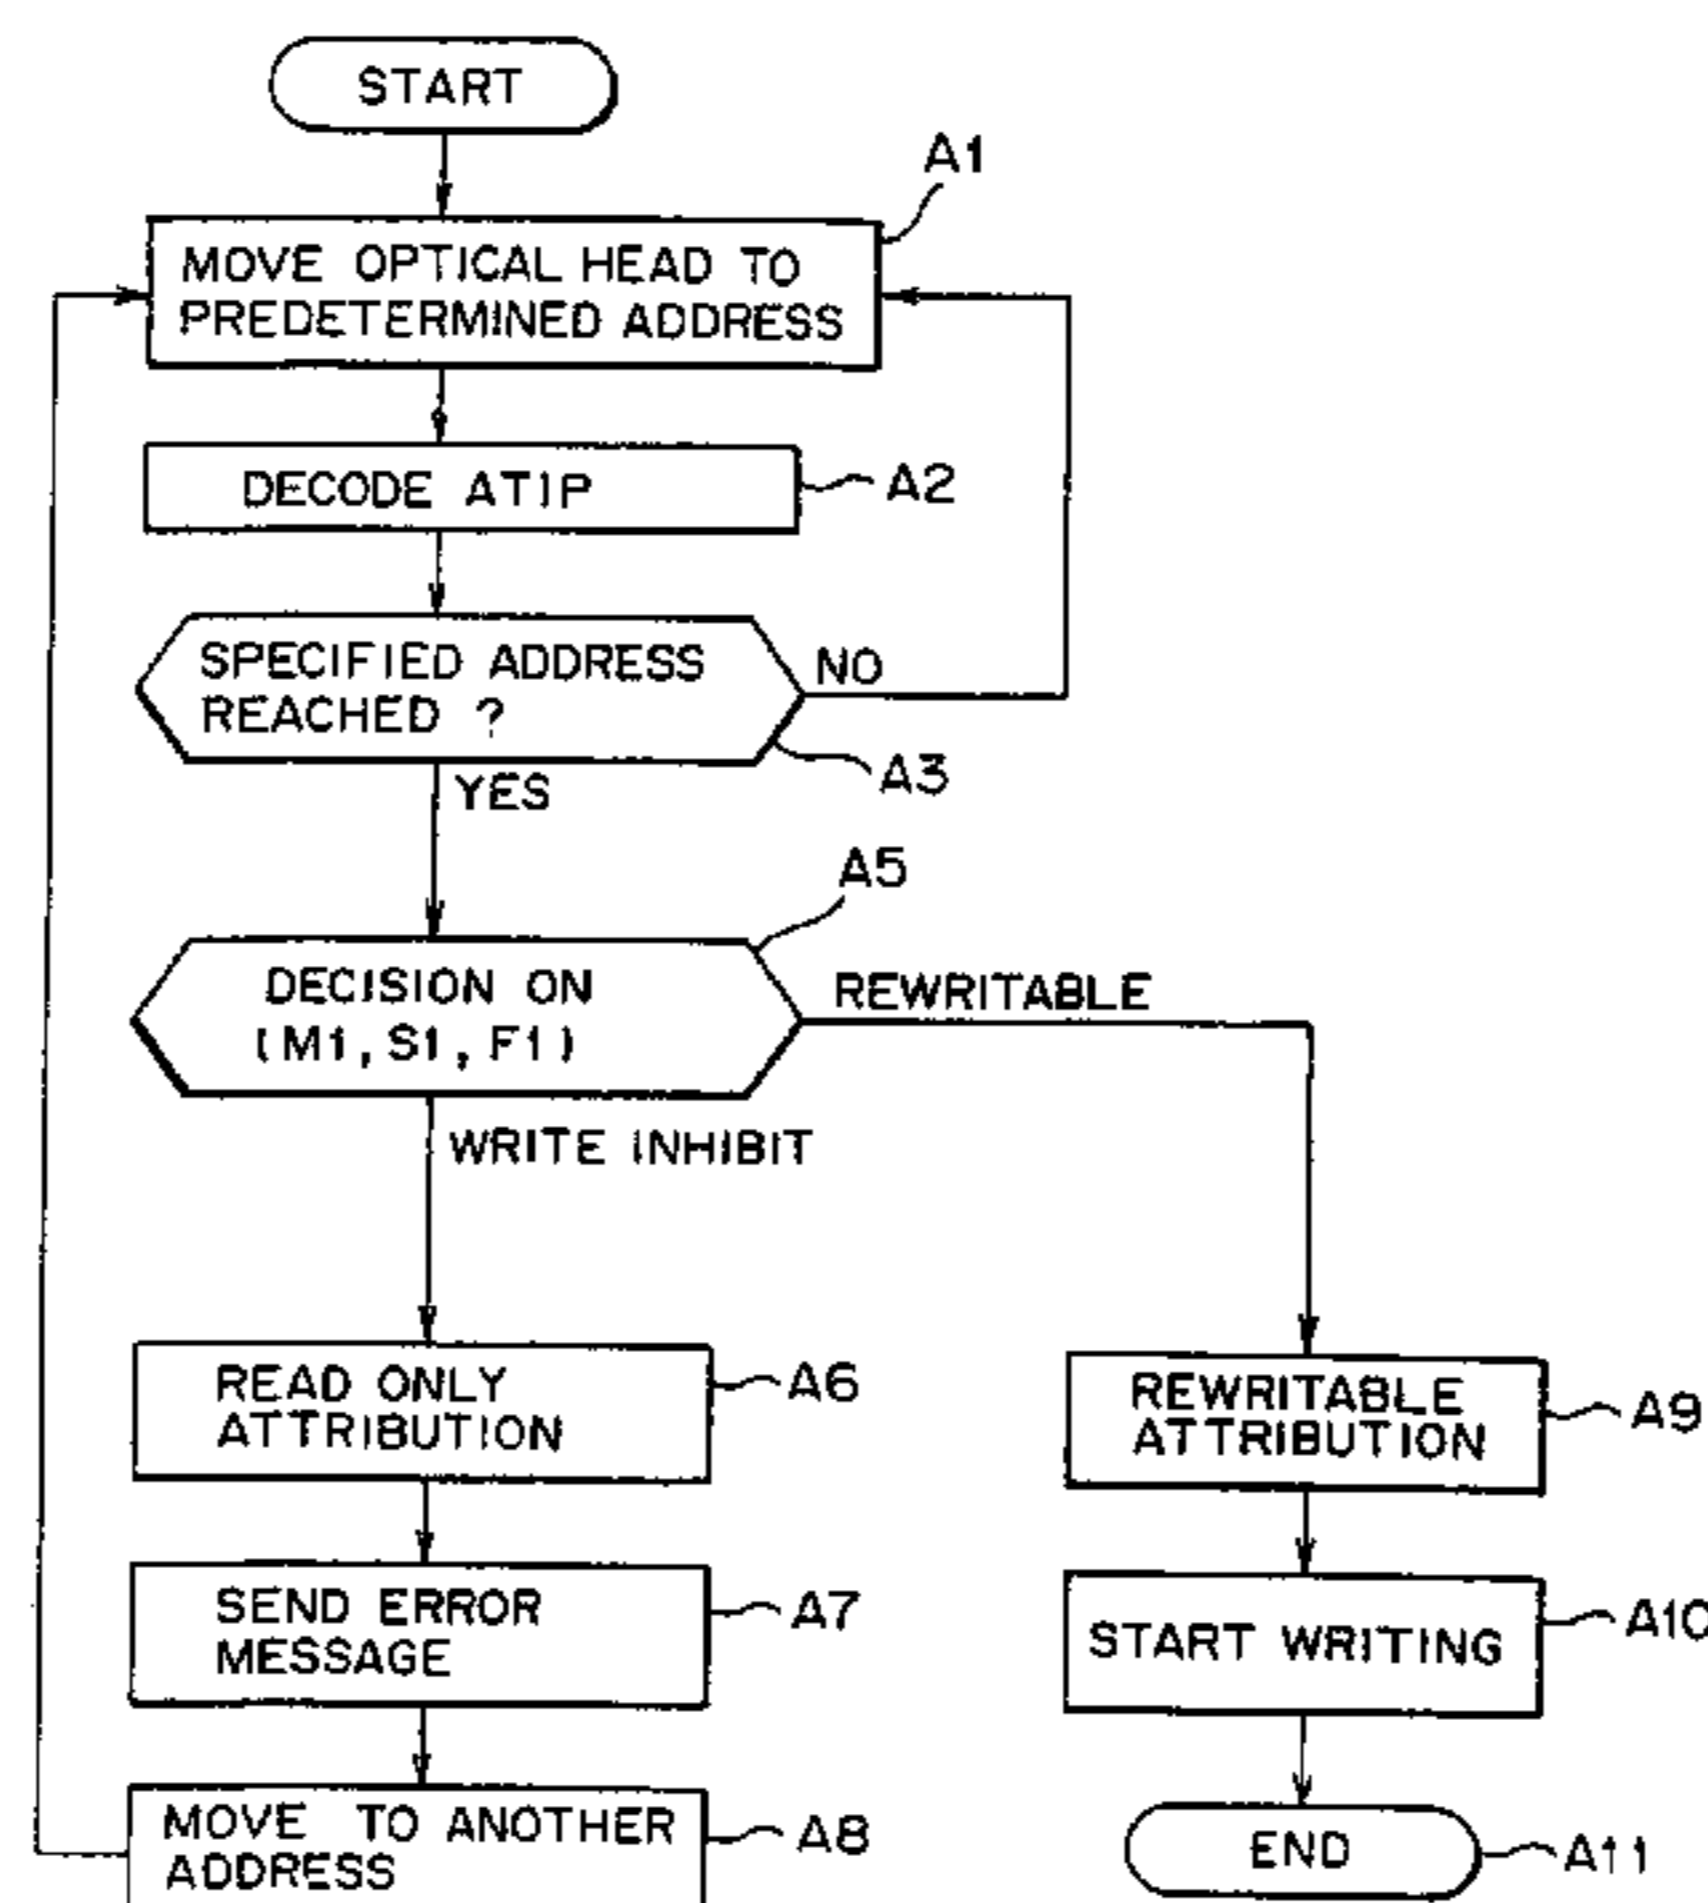 START
A1
MOVE OPTICAL HEAD TO
PREDETERMINED ADDRESS
DECODE ATIP
A2
SPECIFIED ADDRESS
REACHED ?
NO
A3
YES
A5
DECISION ON
(M1, S1, F1)
REWRITABLE
WRITE INHIBIT
READ ONLY
ATTRIBUTION
A6
REWRITABLE
ATTRIBUTION
A9
SEND ERROR
MESSAGE
A7
START WRITING
A10
MOVE TO ANOTHER
ADDRESS
A8
END
A11